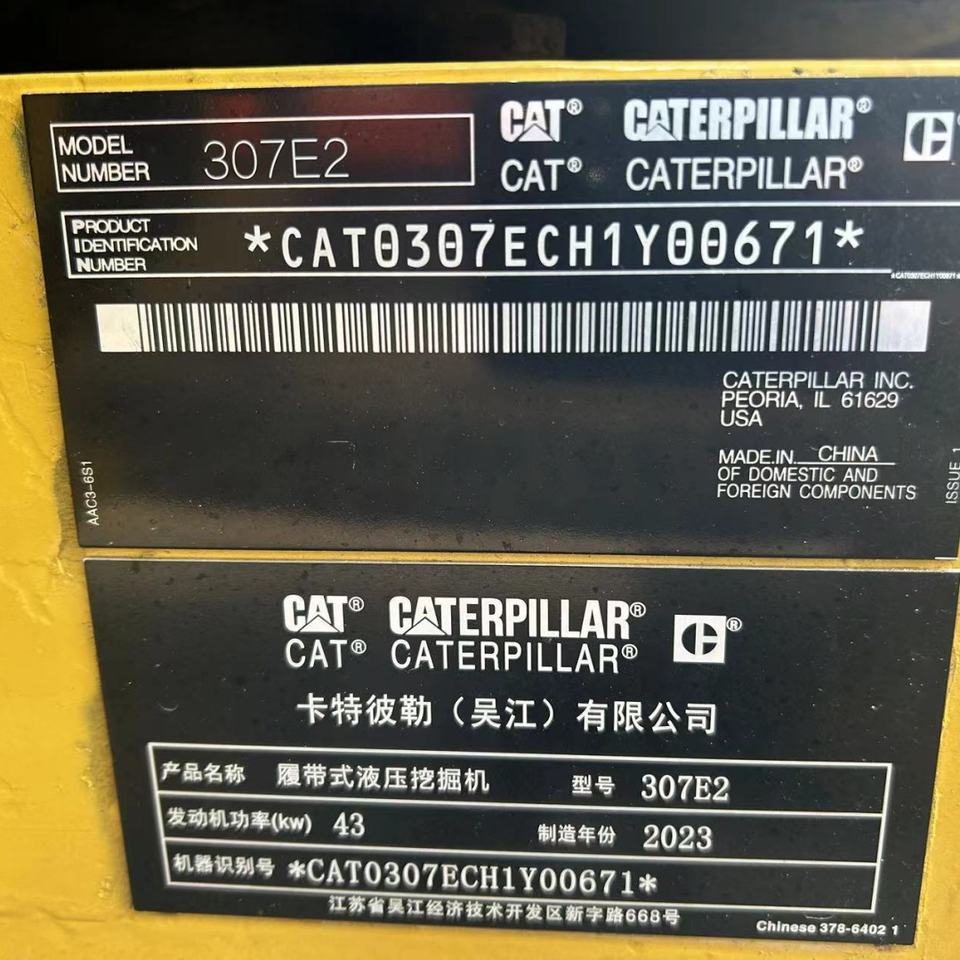 MODEL NUMBER 307E2
CAT® CATERPILLAR®
CAT® CATERPILLAR®
PRODUCT IDENTIFICATION NUMBER *CAT0307ECH1Y00671*
*CAT0307ECH1Y00671*
CATERPILLAR INC.
PEORIA, IL 61629
USA
MADE IN CHINA
OF DOMESTIC AND
FOREIGN COMPONENTS
AAC3-6S1
ISSUE 1
CAT® CATERPILLAR®
CAT® CATERPILLAR®
卡特彼勒（吴江）有限公司
产品名称 履带式液压挖掘机 型号 307E2
发动机功率(kw) 43 制造年份 2023
机器识别号 *CAT0307ECH1Y00671*
江苏省吴江经济技术开发区新字路668号
Chinese 378-6402 1